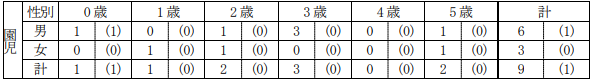 園児 性別 0歳 1歳 2歳 3歳 4歳 5歳 計
男 1 (1) 0 (0) 1 (0) 3 (0) 0 (0) 1 (0) 6 (1)
女 0 (0) 1 (0) 1 (0) 0 (0) 0 (0) 1 (0) 3 (0)
計 1 (1) 1 (0) 2 (0) 3 (0) 0 (0) 2 (0) 9 (1)